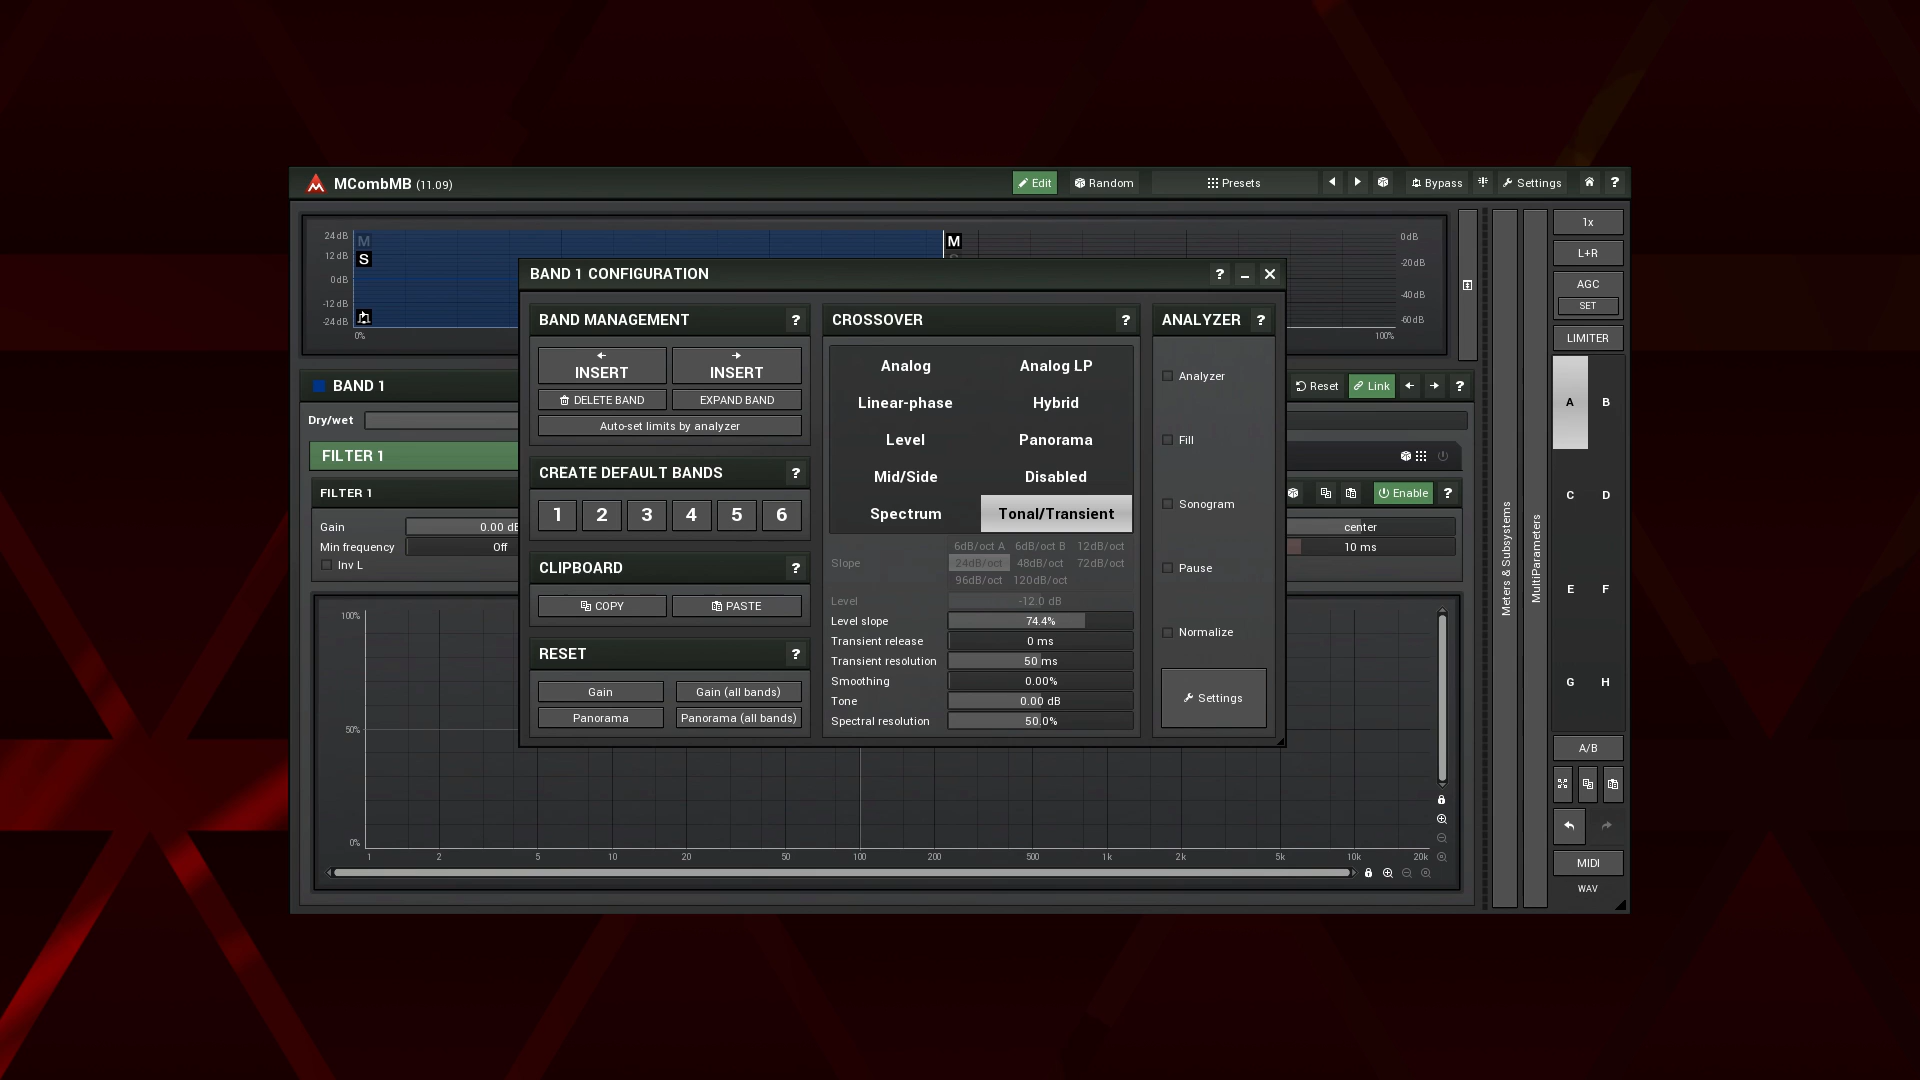 MCombMB (11.09)
Edit
Random
Presets
Bypass
Settings
?
24 dB
12 dB
0 dB
-12 dB
-24 dB
M
S
M
0%
100%
0 dB
-20 dB
-40 dB
-60 dB
1x
L+R
AGC
SET
LIMITER
A B
C D
E F
G H
A/B
MIDI
WAV
Meters & Subsystems
MultiParameters
BAND 1
Reset
Link
?
Dry/wet
FILTER 1
FILTER 1
Enable
?
Gain
0.00 dB
center
Min frequency
Off
10 ms
Inv L
100%
50%
0%
1 2 5 10 20 50 100 200 500 1k 2k 5k 10k 20k
BAND 1 CONFIGURATION
?
BAND MANAGEMENT ?
INSERT INSERT
DELETE BAND EXPAND BAND
Auto-set limits by analyzer
CREATE DEFAULT BANDS ?
1 2 3 4 5 6
CLIPBOARD ?
COPY PASTE
RESET ?
Gain Gain (all bands)
Panorama Panorama (all bands)
CROSSOVER ?
Analog Analog LP
Linear-phase Hybrid
Level Panorama
Mid/Side Disabled
Spectrum Tonal/Transient
Slope
6dB/oct A 6dB/oct B 12dB/oct
24dB/oct 48dB/oct 72dB/oct
96dB/oct 120dB/oct
Level -12.0 dB
Level slope 74.4%
Transient release 0 ms
Transient resolution 50 ms
Smoothing 0.00%
Tone 0.00 dB
Spectral resolution 50.0%
ANALYZER ?
Analyzer
Fill
Sonogram
Pause
Normalize
Settings